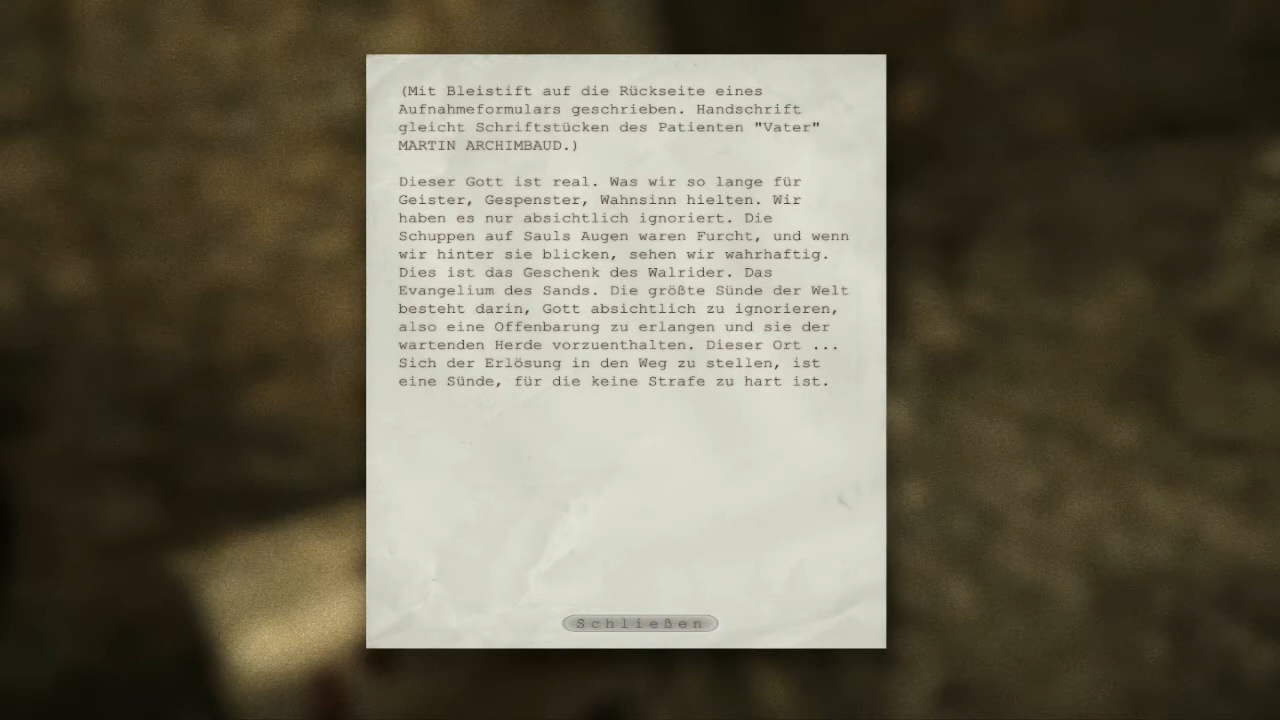 (Mit Bleistift auf die Rückseite eines
Aufnahmeformulars geschrieben. Handschrift
gleicht Schriftstücken des Patienten "Vater"
MARTIN ARCHIMBAUD.)
Dieser Gott ist real. Was wir so lange für
Geister, Gespenster, Wahnsinn hielten. Wir
haben es nur absichtlich ignoriert. Die
Schuppen auf Sauls Augen waren Furcht, und wenn
wir hinter sie blicken, sehen wir wahrhaftig.
Dies ist das Geschenk des Walrider. Das
Evangelium des Sands. Die größte Sünde der Welt
besteht darin, Gott absichtlich zu ignorieren,
also eine Offenbarung zu erlangen und sie der
wartenden Herde vorzuenthalten. Dieser Ort ...
Sich der Erlösung in den Weg zu stellen, ist
eine Sünde, für die keine Strafe zu hart ist.
Schließen